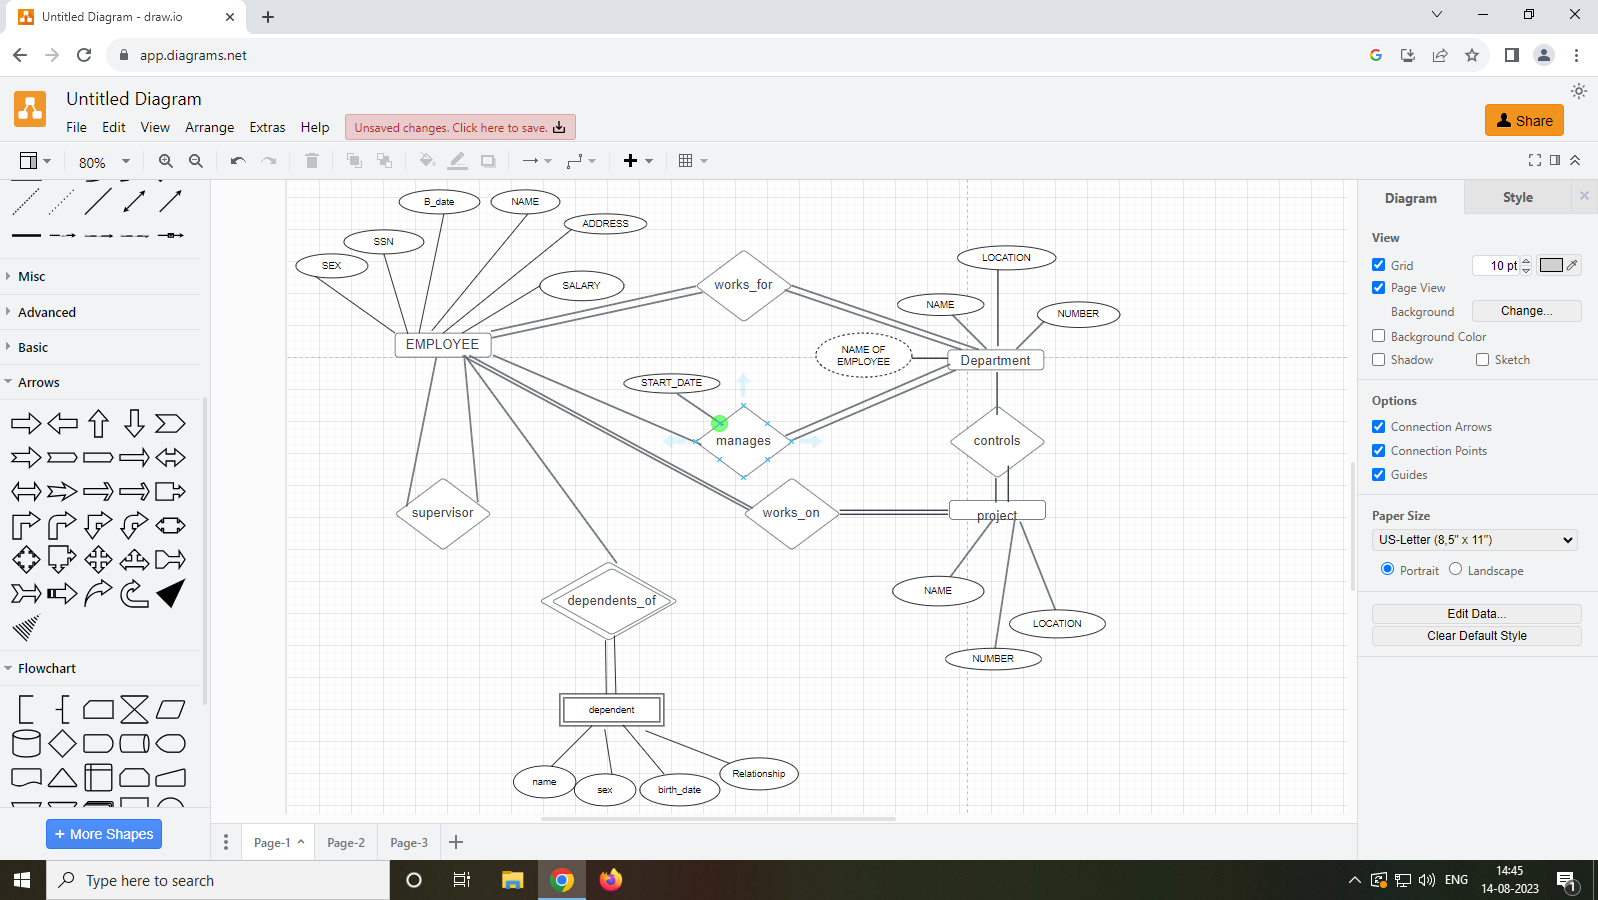 Untitled Diagram - draw.io
app.diagrams.net
Untitled Diagram
File Edit View Arrange Extras Help
Unsaved changes. Click here to save.
Share
80%
Misc
Advanced
Basic
Arrows
Flowchart
+ More Shapes
B_date
NAME
ADDRESS
SSN
SEX
SALARY
EMPLOYEE
works_for
LOCATION
NAME
NUMBER
NAME OF
EMPLOYEE
Department
START_DATE
manages
controls
supervisor
works_on
project
NAME
LOCATION
NUMBER
dependents_of
dependent
name
sex
birth_date
Relationship
Diagram
Style
View
Grid
10 pt
Page View
Background
Change...
Background Color
Shadow
Sketch
Options
Connection Arrows
Connection Points
Guides
Paper Size
US-Letter (8,5" x 11")
Portrait
Landscape
Edit Data...
Clear Default Style
Page-1
Page-2
Page-3
Type here to search
ENG
14:45
14-08-2023
1